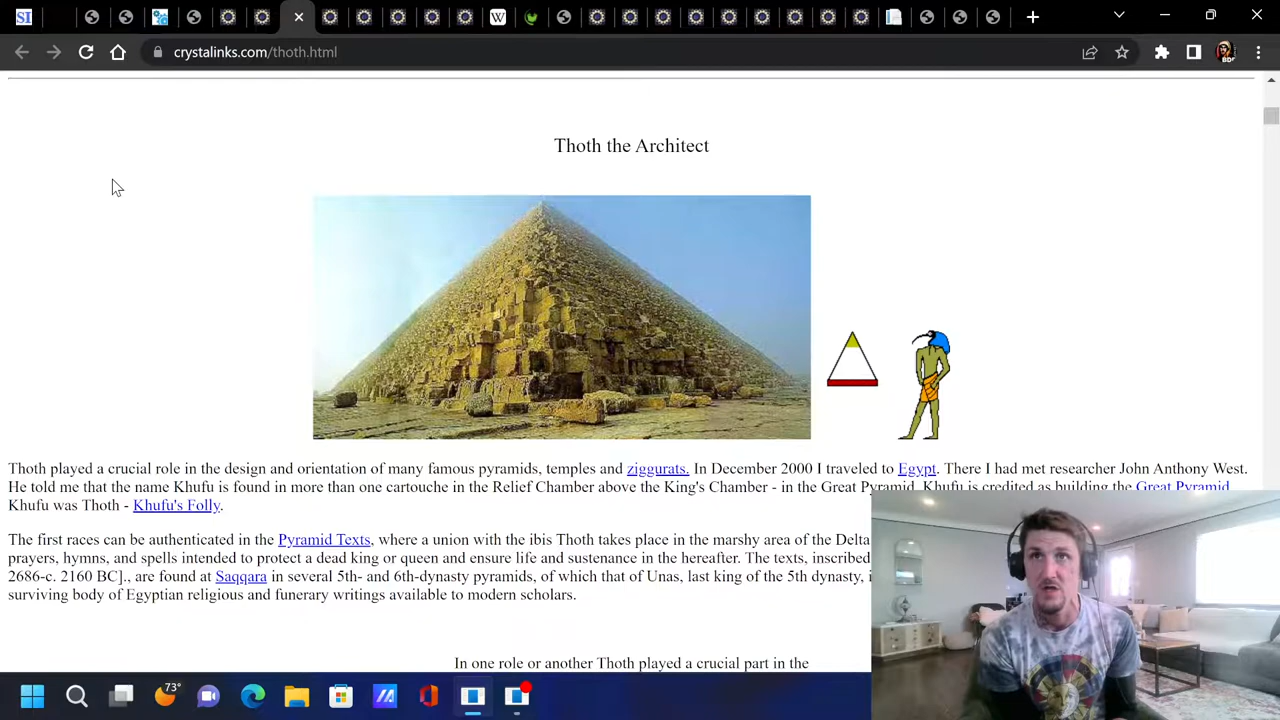 SI
W
crystalinks.com/thoth.html
BDF
Thoth the Architect
Thoth played a crucial role in the design and orientation of many famous pyramids, temples and ziggurats. In December 2000 I traveled to Egypt. There I had met researcher John Anthony West.
He told me that the name Khufu is found in more than one cartouche in the Relief Chamber above the King's Chamber - in the Great Pyramid. Khufu is credited as building the Great Pyramid
Khufu was Thoth - Khufu's Folly.
The first races can be authenticated in the Pyramid Texts, where a union with the ibis Thoth takes place in the marshy area of the Delta
prayers, hymns, and spells intended to protect a dead king or queen and ensure life and sustenance in the hereafter. The texts, inscribed
2686-c. 2160 BC]., are found at Saqqara in several 5th- and 6th-dynasty pyramids, of which that of Unas, last king of the 5th dynasty,
surviving body of Egyptian religious and funerary writings available to modern scholars.
In one role or another Thoth played a crucial part in the
73°